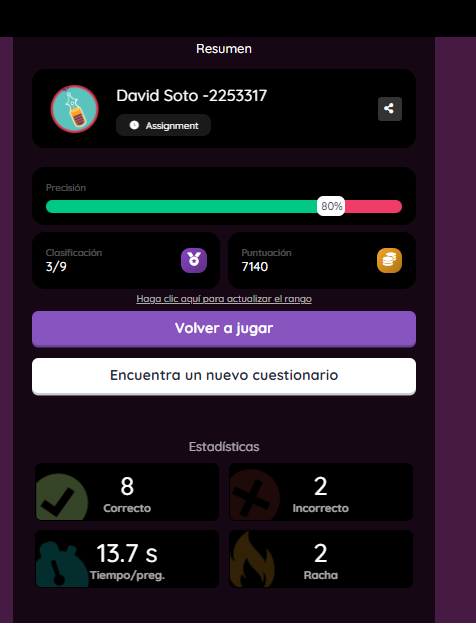 Resumen
David Soto -2253317
Assignment
Precisión
80%
Clasificación
3/9
Puntuación
7140
Haga clic aquí para actualizar el rango
Volver a jugar
Encuentra un nuevo cuestionario
Estadísticas
8
Correcto
2
Incorrecto
13.7 s
Tiempo/preg.
2
Racha